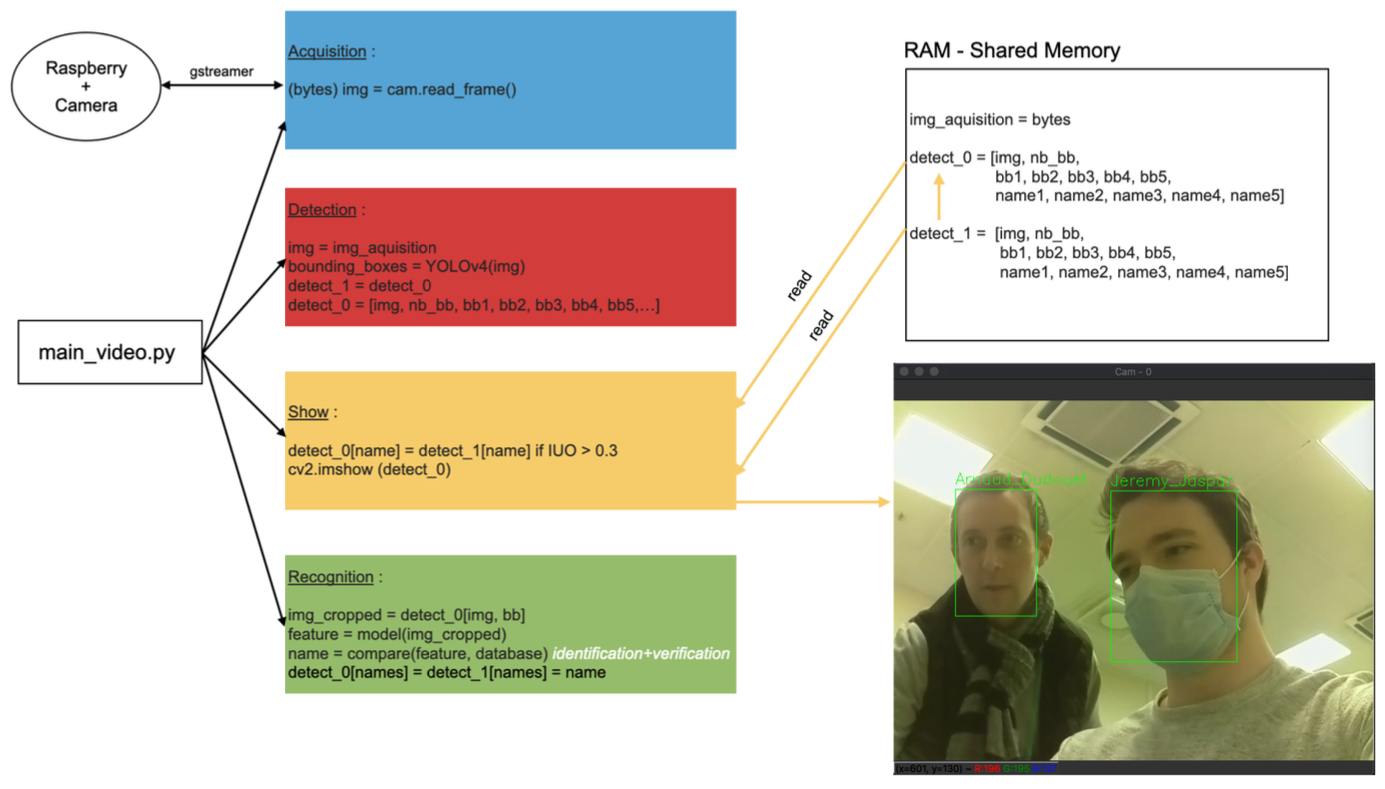 Raspberry
+
Camera
gstreamer
main_video.py
Acquisition :
(bytes) img = cam.read_frame()
Detection :
img = img_aquisition
bounding_boxes = YOLOv4(img)
detect_1 = detect_0
detect_0 = [img, nb_bb, bb1, bb2, bb3, bb4, bb5,...]
Show :
detect_0[name] = detect_1[name] if IUO > 0.3
cv2.imshow (detect_0)
Recognition :
img_cropped = detect_0[img, bb]
feature = model(img_cropped)
name = compare(feature, database) identification+verification
detect_0[names] = detect_1[names] = name
read
read
RAM - Shared Memory
img_aquisition = bytes
detect_0 = [img, nb_bb,
bb1, bb2, bb3, bb4, bb5,
name1, name2, name3, name4, name5]
detect_1 = [img, nb_bb,
bb1, bb2, bb3, bb4, bb5,
name1, name2, name3, name4, name5]
Cam - 0
Jeremy_Jaspar
(x=601, y=130) ~ R:196 G:195